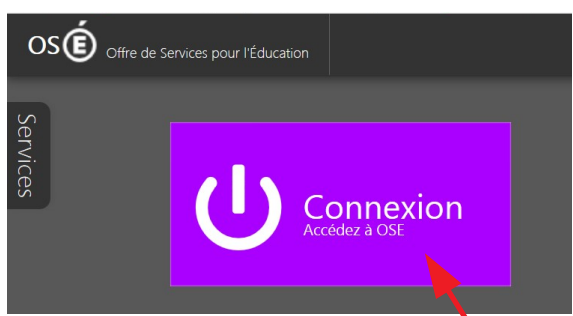 OSÉ Offre de Services pour l'Éducation
Services
Connexion
Accédez à OSE